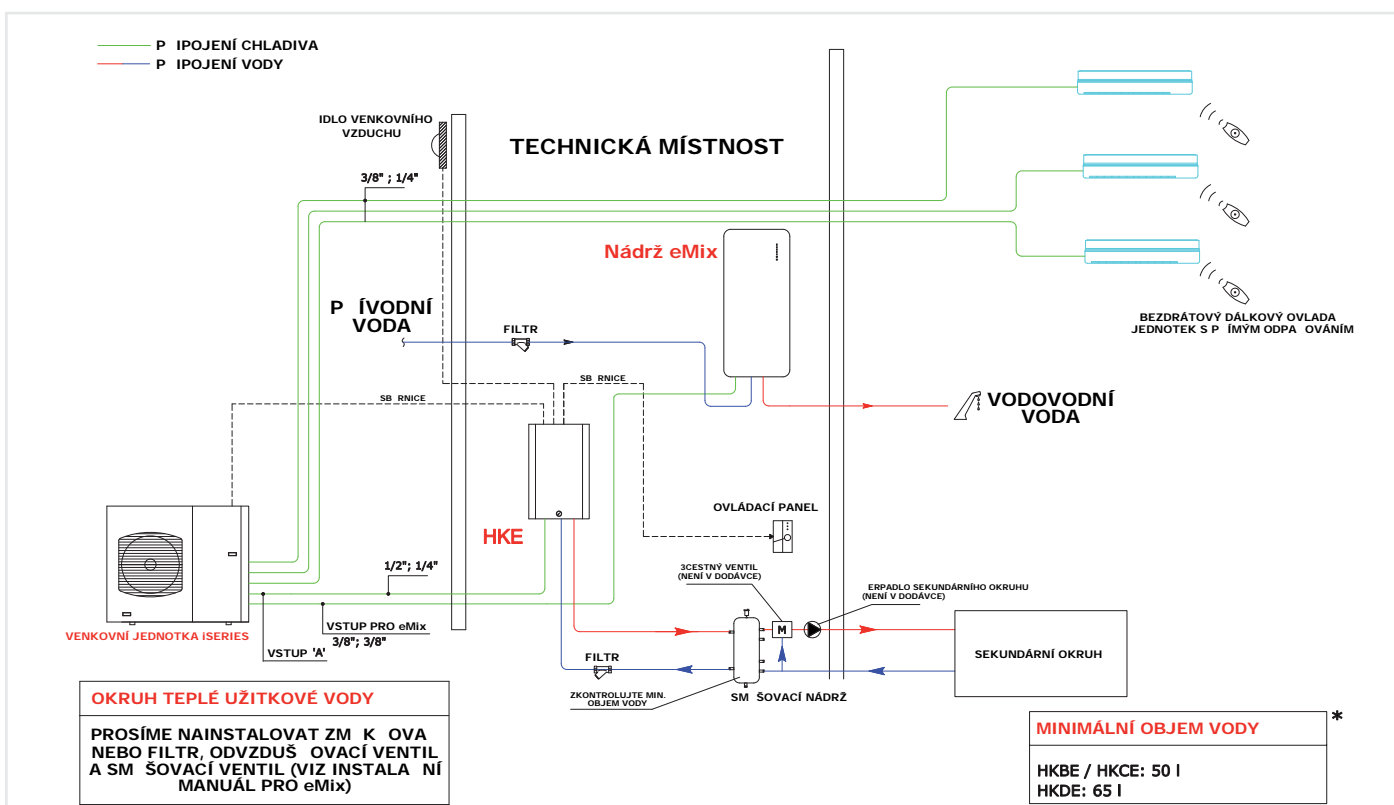 P IPOJENÍ CHLADIVA
P IPOJENÍ VODY
IDLO VENKOVNÍHO
VZDUCHU
TECHNICKÁ MÍSTNOST
3/8" ; 1/4"
Nádrž eMix
P ÍVODNÍ
VODA
FILTR
BEZDRÁTOVÝ DÁLKOVÝ OVLADA
JEDNOTEK S P ÍMÝM ODPA OVÁNÍM
SB RNICE
SB RNICE
VODOVODNÍ
VODA
OVLÁDACÍ PANEL
HKE
1/2"; 1/4"
3CESTNÝ VENTIL
(NENÍ V DODÁVCE)
ERPADLO SEKUNDÁRNÍHO OKRUHU
(NENÍ V DODÁVCE)
VENKOVNÍ JEDNOTKA iSERIES
VSTUP PRO eMix
3/8"; 3/8"
VSTUP 'A'
M
FILTR
SEKUNDÁRNÍ OKRUH
ZKONTROLUJTE MIN.
OBJEM VODY
SM ŠOVACÍ NÁDRŽ
OKRUH TEPLÉ UŽITKOVÉ VODY
PROSÍME NAINSTALOVAT ZM K OVA
NEBO FILTR, ODVZDUŠ OVACÍ VENTIL
A SM ŠOVACÍ VENTIL (VIZ INSTALA NÍ
MANUÁL PRO eMix)
MINIMÁLNÍ OBJEM VODY *
HKBE / HKCE: 50 l
HKDE: 65 l